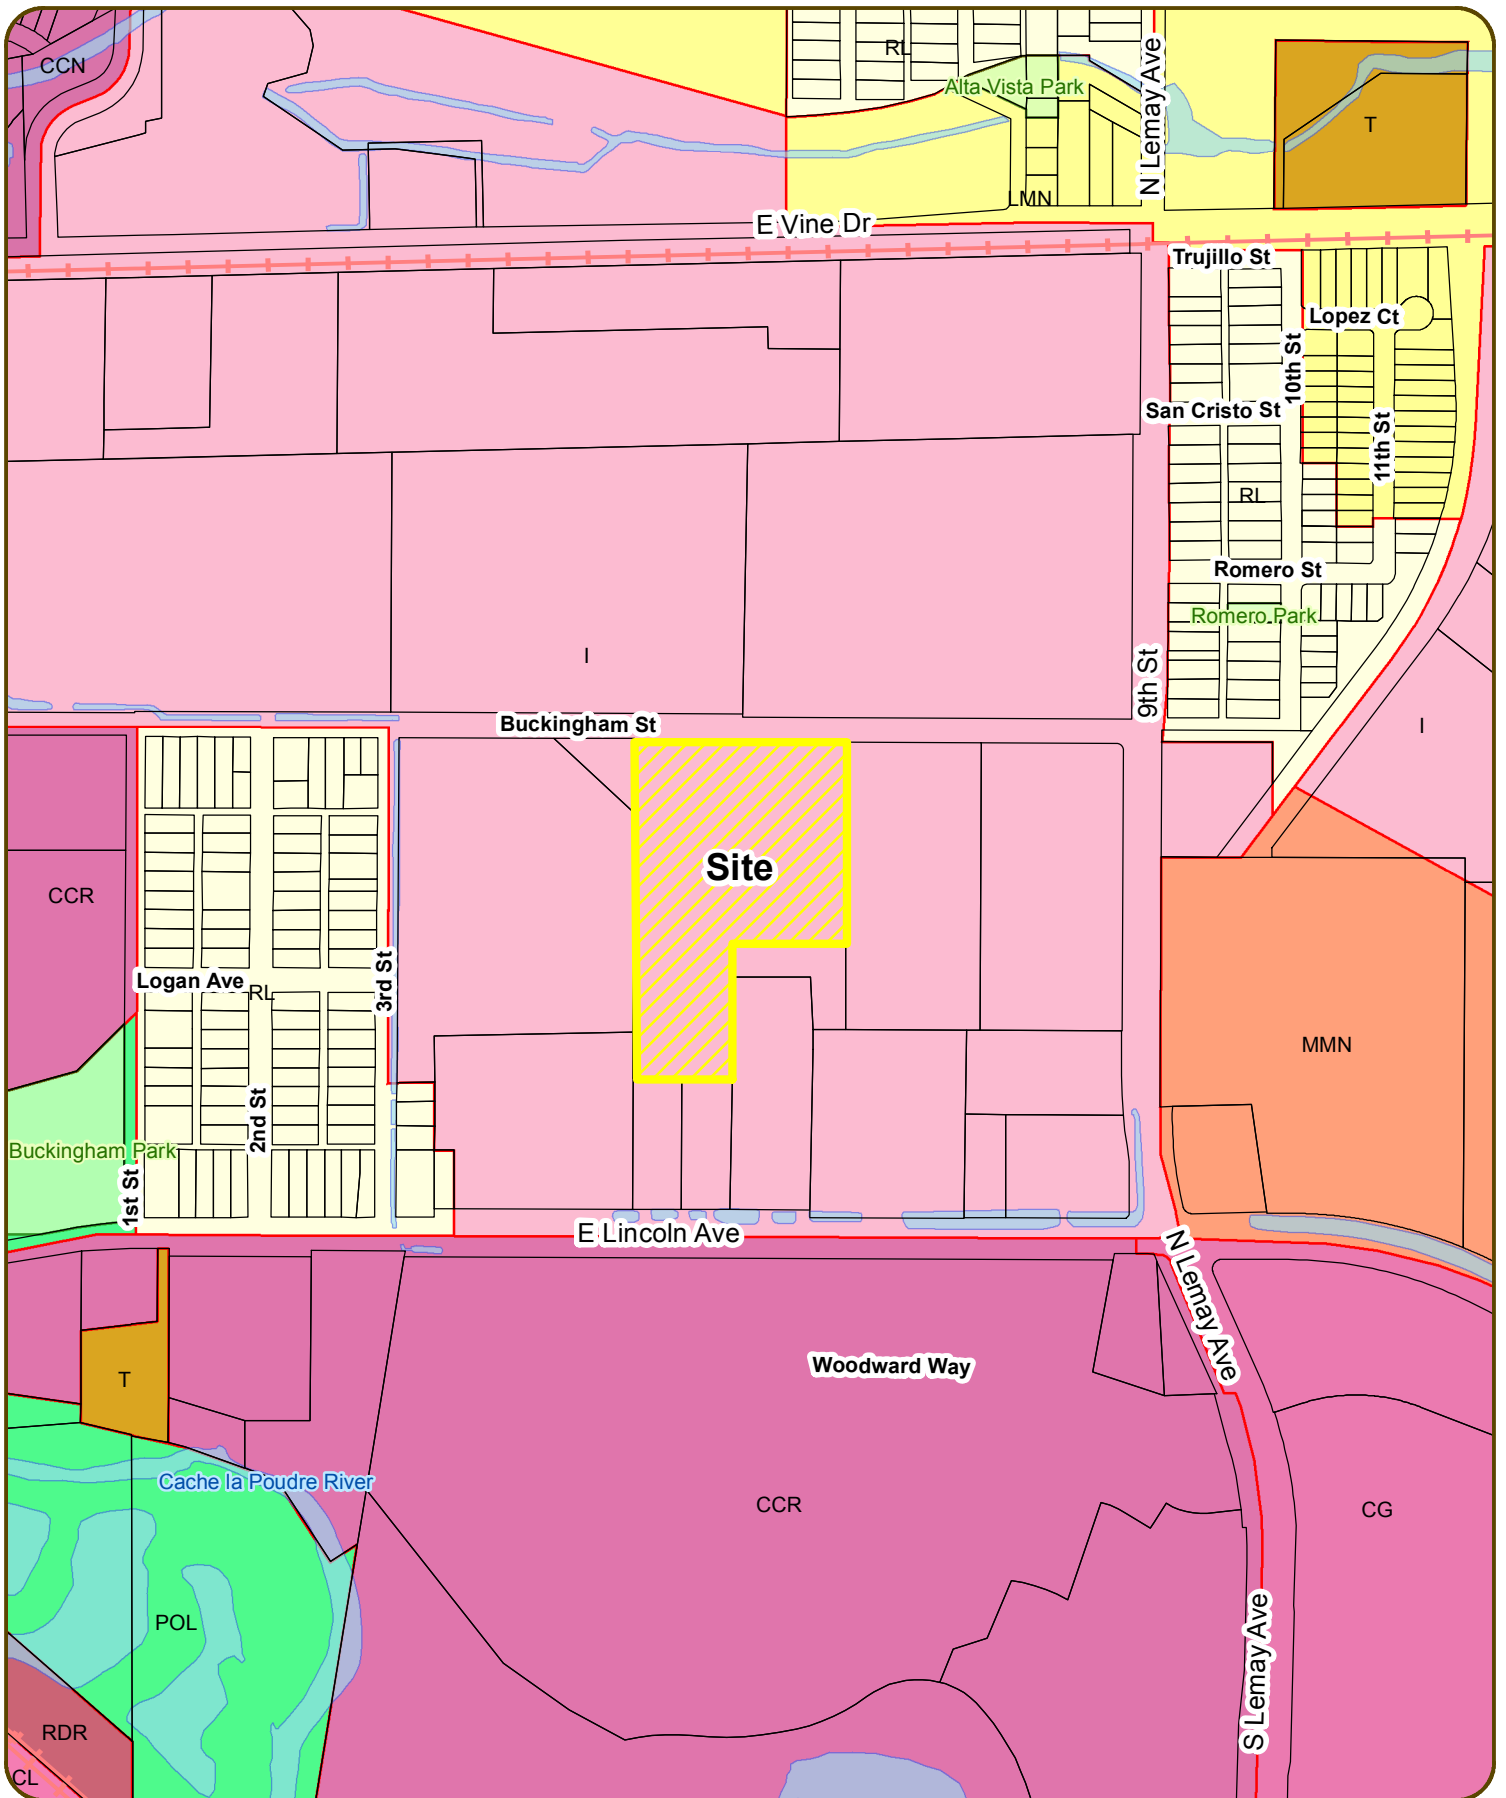 RL
CCN
N Lemay Ave
Alta Vista Park
T
LMN
E Vine Dr
Trujillo St
Lopez Ct
10th St
San Cristo St
11th St
RL
Romero St
Romero Park
I
9th St
Buckingham St
I
Site
CCR
Logan Ave
RL
3rd St
MMN
2nd St
Buckingham Park
1st St
E Lincoln Ave
N Lemay Ave
Woodward Way
T
Cache la Poudre River
CCR
CG
POL
S Lemay Ave
RDR
CL